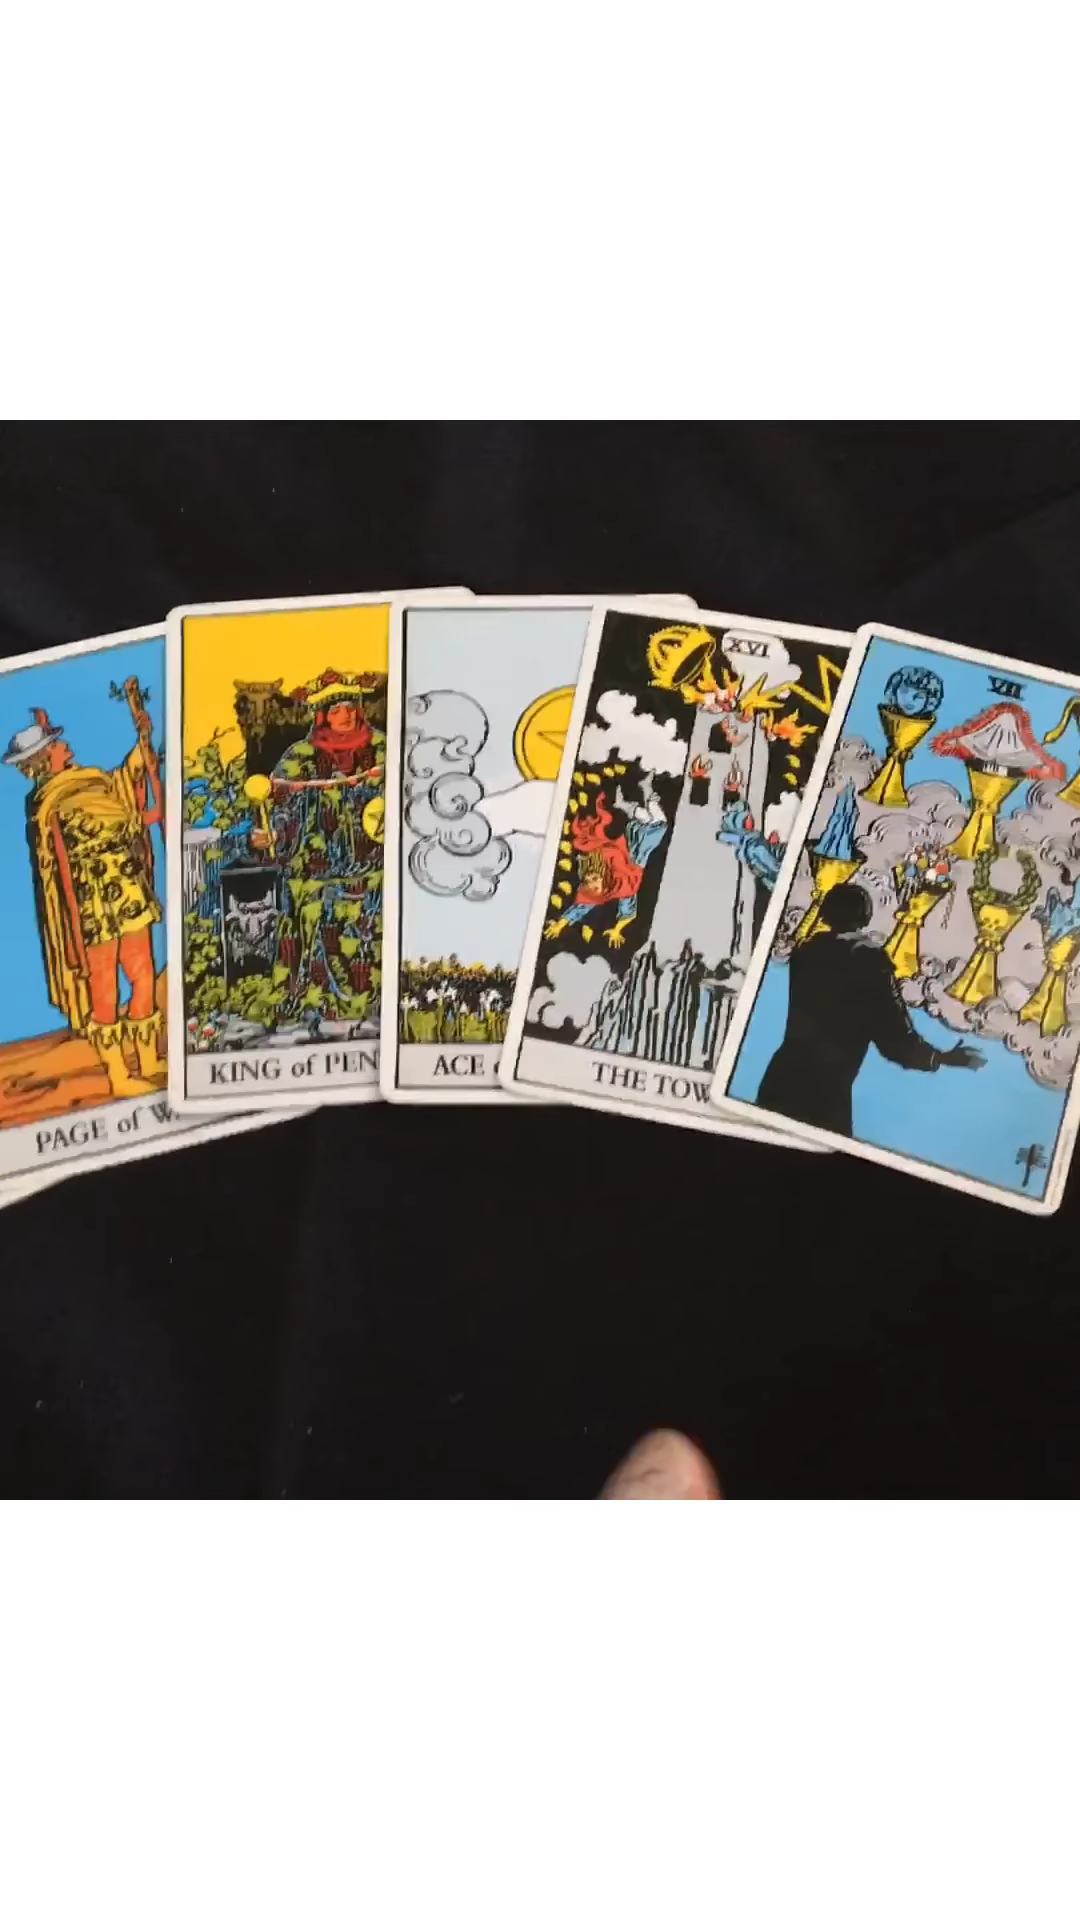 PAGE of W
KING of PEN
ACE
XVI
THE TOW
VII